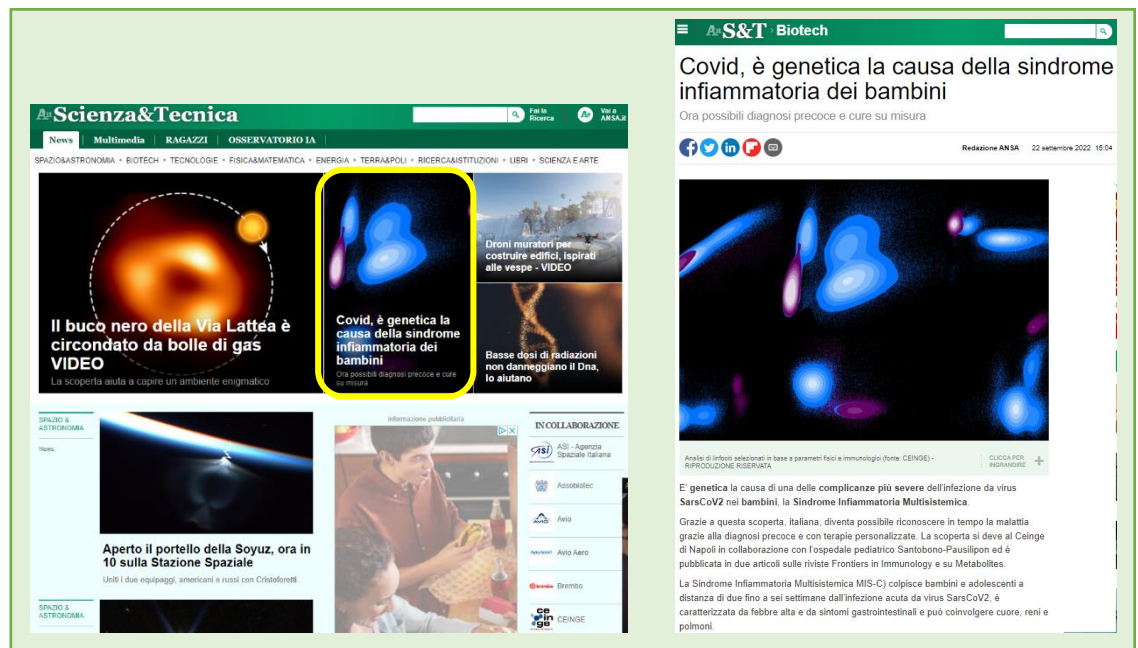 Scienza&Tecnica
Fai la
Ricerca
Vai a
ANSA.it
News | Multimedia | RAGAZZI | OSSERVATORIO IA
SPAZIO&ASTRONOMIA • BIOTECH • TECNOLOGIE • FISICA&MATEMATICA • ENERGIA • TERRA&POLI • RICERCA&ISTITUZIONI • LIBRI • SCIENZA E ARTE
Il buco nero della Via Lattea è
circondato da bolle di gas
VIDEO
La scoperta aiuta a capire un ambiente enigmatico
Covid, è genetica la
causa della sindrome
infiammatoria dei
bambini
Ora possibili diagnosi precoce e cure
su misura
Droni muratori per
costruire edifici, ispirati
alle vespe - VIDEO
Basse dosi di radiazioni
non danneggiano il Dna,
lo aiutano
SPAZIO &
ASTRONOMIA
News
Aperto il portello della Soyuz, ora in
10 sulla Stazione Spaziale
Uniti i due equipaggi, americani e russi con Cristoforetti
SPAZIO &
ASTRONOMIA
informazione pubblicitaria
IN COLLABORAZIONE
ASI - Agenzia
Spaziale Italiana
Assobiotec
Avio
Avio Aero
Brembo
CEINGE
S&T › Biotech
Covid, è genetica la causa della sindrome
infiammatoria dei bambini
Ora possibili diagnosi precoce e cure su misura
Redazione ANSA 22 settembre 2022 15:04
Analisi di linfociti selezionati in base a parametri fisici e immunologici (fonte: CEINGE) -
RIPRODUZIONE RISERVATA
CLICCA PER
INGRANDIRE +
E' genetica la causa di una delle complicanze più severe dell'infezione da virus
SarsCoV2 nei bambini, la Sindrome Infiammatoria Multisistemica.
Grazie a questa scoperta, italiana, diventa possibile riconoscere in tempo la malattia
grazie alla diagnosi precoce e con terapie personalizzate. La scoperta si deve al Ceinge
di Napoli in collaborazione con l'ospedale pediatrico Santobono-Pausilipon ed è
pubblicata in due articoli sulle riviste Frontiers in Immunology e su Metabolites.
La Sindrome Infiammatoria Multisistemica MIS-C) colpisce bambini e adolescenti a
distanza di due fino a sei settimane dall'infezione acuta da virus SarsCoV2, è
caratterizzata da febbre alta e da sintomi gastrointestinali e può coinvolgere cuore, reni e
polmoni.